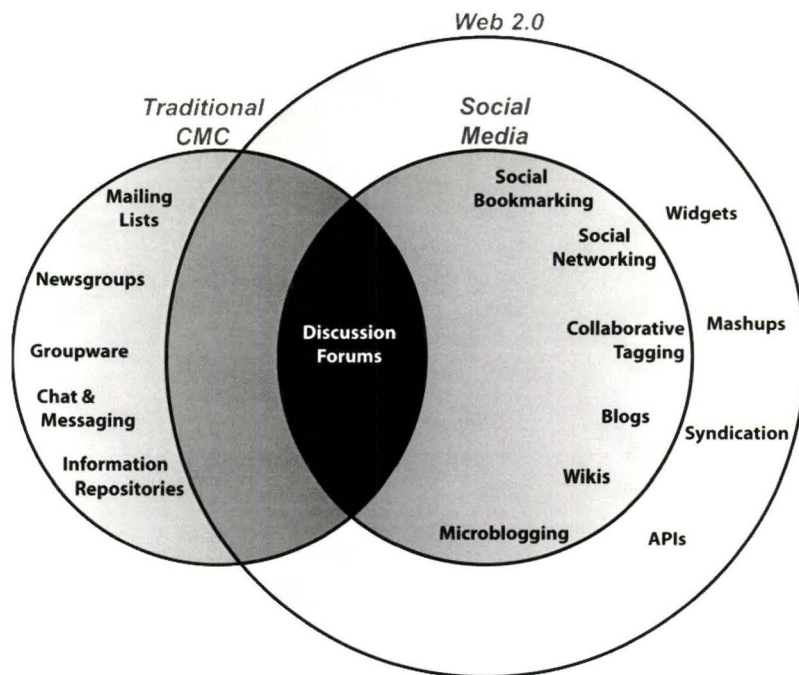 Web 2.0
Traditional
CMC
Social
Media
Mailing
Lists
Newsgroups
Groupware
Chat &
Messaging
Information
Repositories
Discussion
Forums
Social
Bookmarking
Social
Networking
Collaborative
Tagging
Blogs
Wikis
Microblogging
Widgets
Mashups
Syndication
APIs